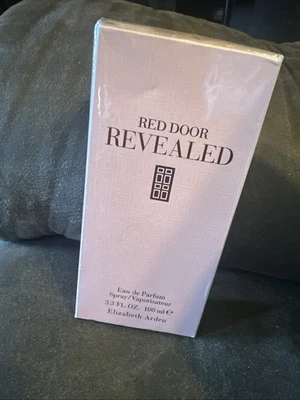 RED DOOR
REVEALED
Eau de Parfum
Spray/Vaporisateur
3.3 FL.OZ. 100 ml ℮
Elizabeth Arden